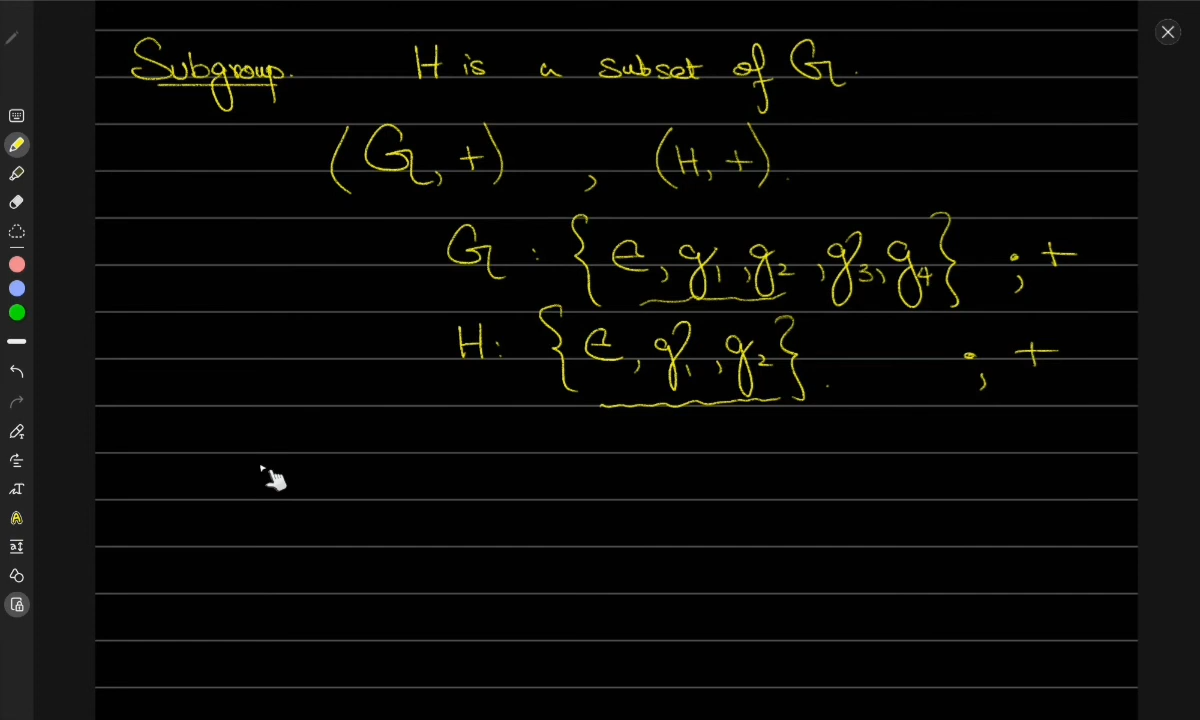 Subgroup. H is a subset of G.
(G, +) , (H, +).
G : {e, g1, g2, g3, g4} ; +
H : {e, g1, g2}. ; +